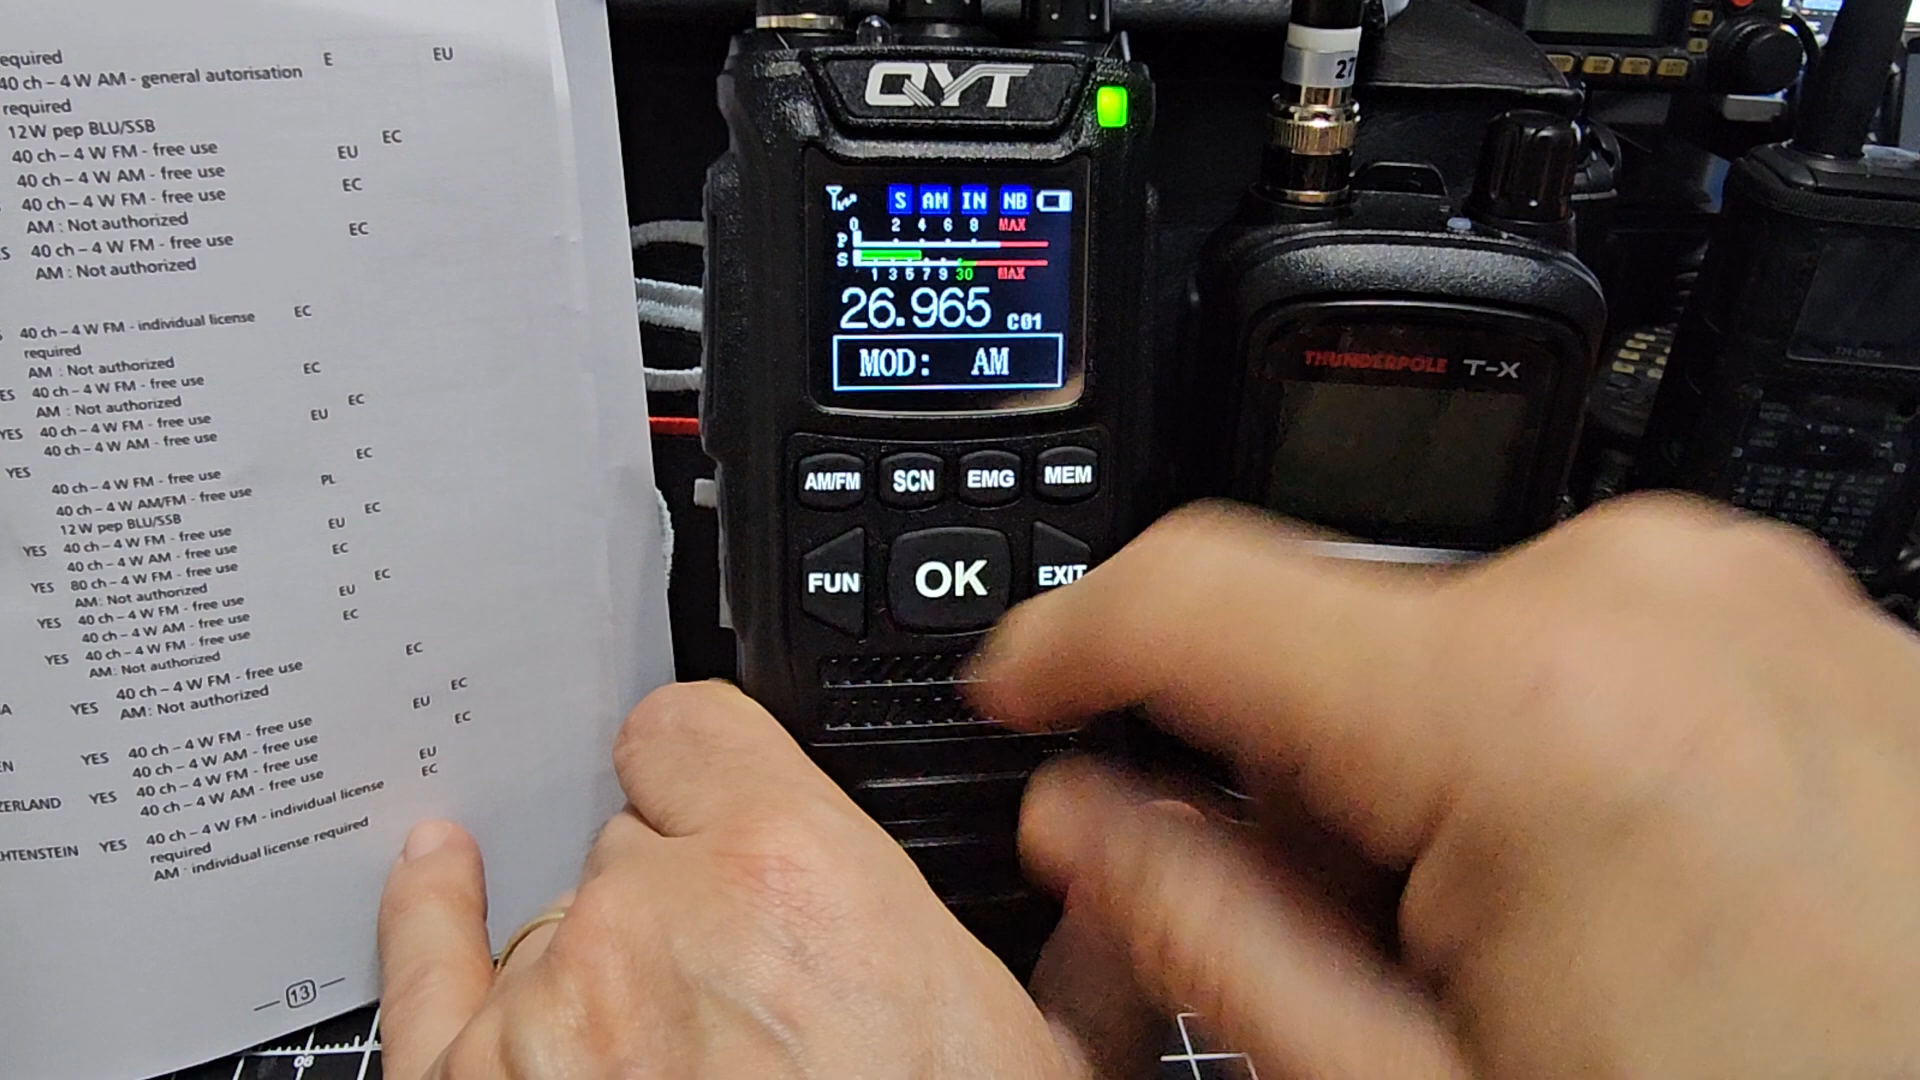 equired E EU
40 ch – 4 W AM - general autorisation
required
12W pep BLU/SSB
40 ch – 4 W FM - free use EC
40 ch – 4 W AM - free use EU
40 ch – 4 W FM - free use EC
AM : Not authorized
S 40 ch – 4 W FM - free use EC
AM : Not authorized
40 ch – 4 W FM - individual license EC
required
AM : Not authorized
ES 40 ch – 4 W FM - free use EC
AM : Not authorized
YES 40 ch – 4 W FM - free use EC
40 ch – 4 W AM - free use EU
YES
40 ch – 4 W FM - free use EC
40 ch – 4 W AM/FM - free use PL
12W pep BLU/SSB
YES 40 ch – 4 W FM - free use EC
40 ch – 4 W AM - free use EU
YES 80 ch – 4 W FM - free use EC
AM: Not authorized
YES 40 ch – 4 W FM - free use EC
40 ch – 4 W AM - free use EU
YES 40 ch – 4 W FM - free use EC
AM: Not authorized
A YES 40 ch – 4 W FM - free use EC
AM: Not authorized
EN YES 40 ch – 4 W FM - free use EC
40 ch – 4 W AM - free use EU
ZERLAND YES 40 ch – 4 W FM - free use EC
40 ch – 4 W AM - free use EU
HTENSTEIN YES 40 ch – 4 W FM - individual license EC
required
AM : individual license required
13
QYT
S AM IN NB
0 2 4 6 8 MAX
P
S
1 3 5 7 9 30 MAX
26.965 C01
MOD: AM
AM/FM SCN EMG MEM
FUN OK EXIT
27
THUNDERPOLE T-X